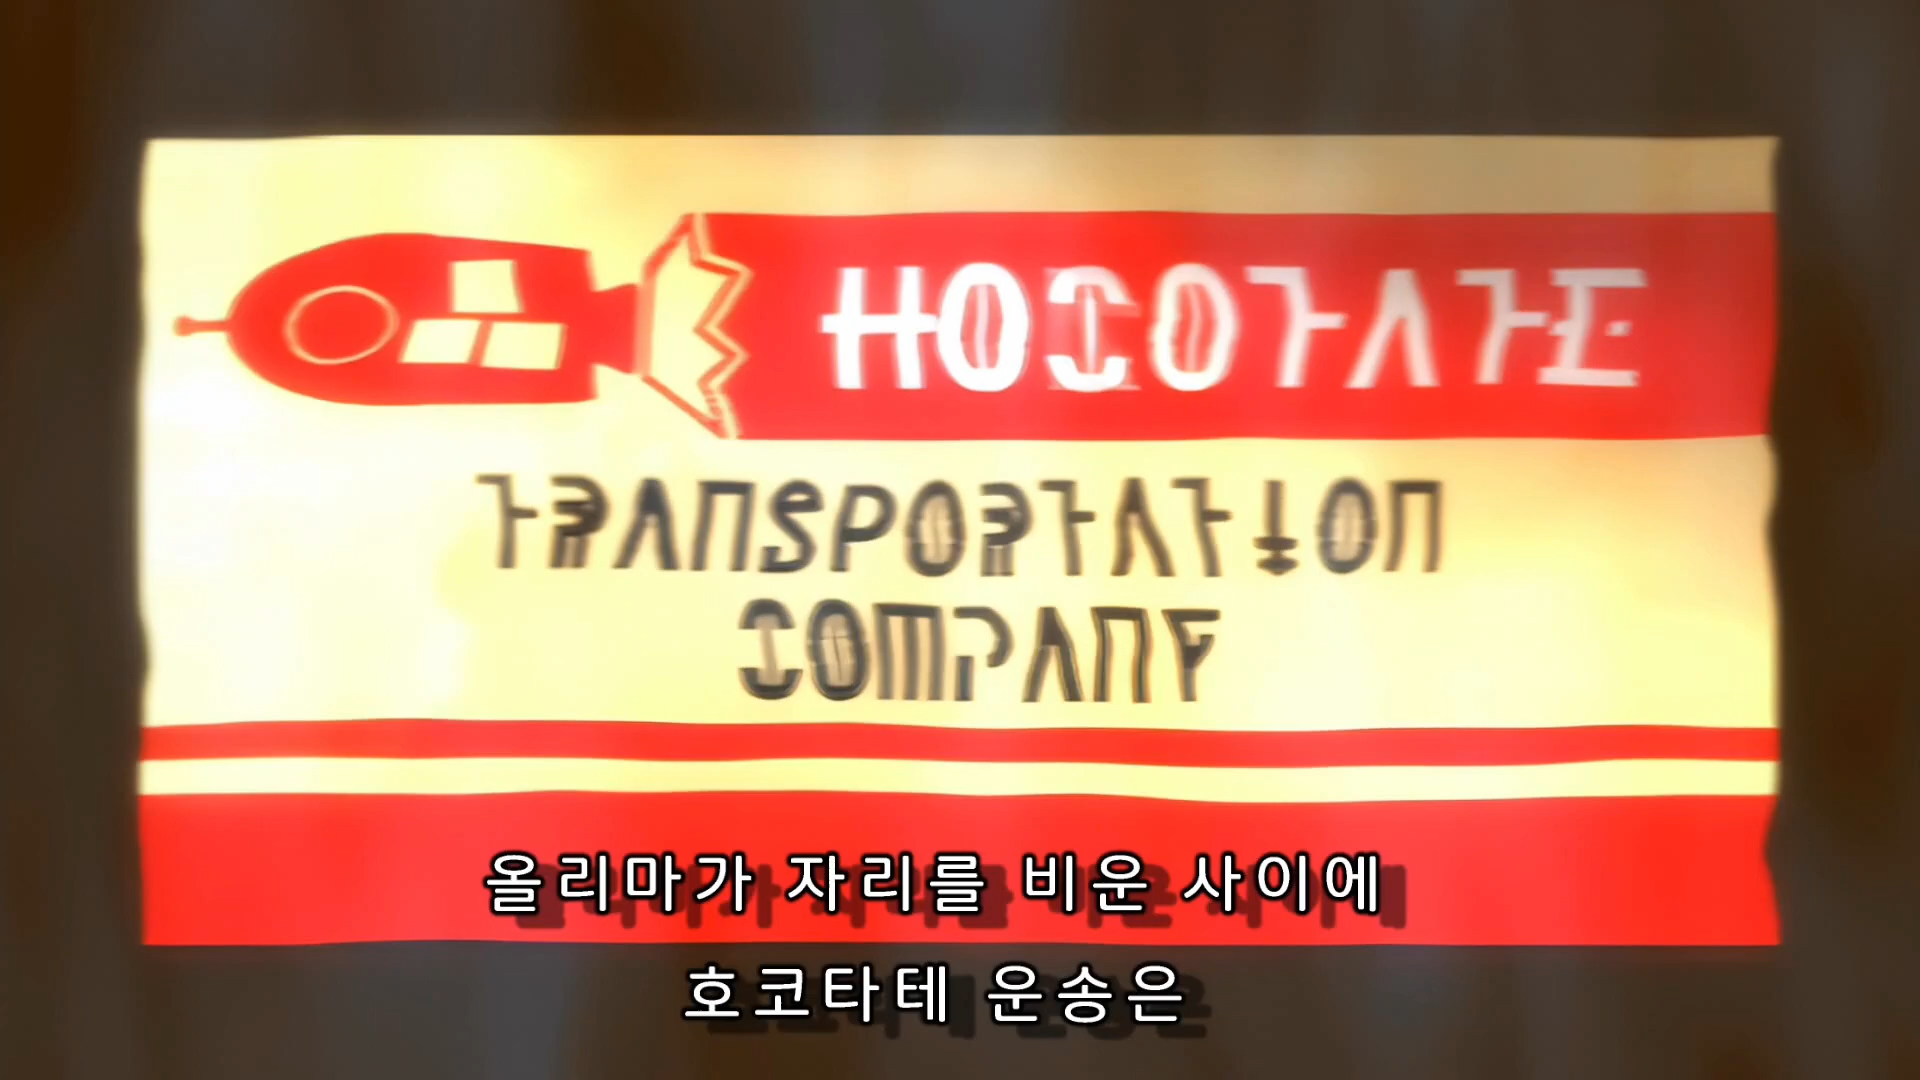 HOCOTATE
TRANSPORTATION
COMPANY
올리마가 자리를 비운 사이에
호코타테 운송은